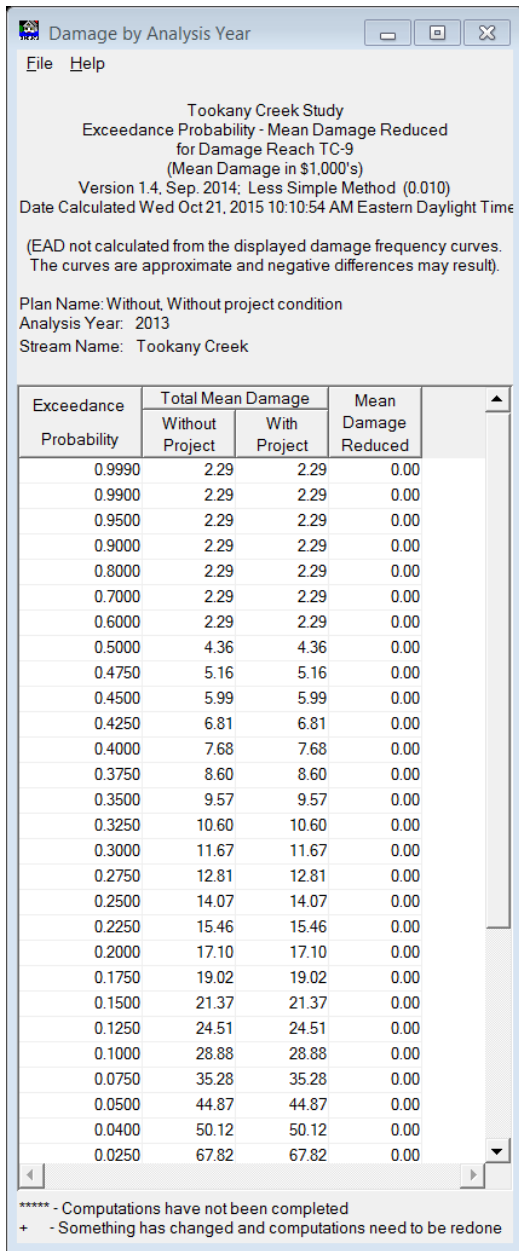 Damage by Analysis Year
File Help
Tookany Creek Study
Exceedance Probability - Mean Damage Reduced
for Damage Reach TC-9
(Mean Damage in $1,000's)
Version 1.4, Sep. 2014; Less Simple Method (0.010)
Date Calculated Wed Oct 21, 2015 10:10:54 AM Eastern Daylight Time
(EAD not calculated from the displayed damage frequency curves.
The curves are approximate and negative differences may result).
Plan Name: Without, Without project condition
Analysis Year: 2013
Stream Name: Tookany Creek
Exceedance Probability
Total Mean Damage
Without Project
With Project
Mean Damage Reduced
0.9990 2.29 2.29 0.00
0.9900 2.29 2.29 0.00
0.9500 2.29 2.29 0.00
0.9000 2.29 2.29 0.00
0.8000 2.29 2.29 0.00
0.7000 2.29 2.29 0.00
0.6000 2.29 2.29 0.00
0.5000 4.36 4.36 0.00
0.4750 5.16 5.16 0.00
0.4500 5.99 5.99 0.00
0.4250 6.81 6.81 0.00
0.4000 7.68 7.68 0.00
0.3750 8.60 8.60 0.00
0.3500 9.57 9.57 0.00
0.3250 10.60 10.60 0.00
0.3000 11.67 11.67 0.00
0.2750 12.81 12.81 0.00
0.2500 14.07 14.07 0.00
0.2250 15.46 15.46 0.00
0.2000 17.10 17.10 0.00
0.1750 19.02 19.02 0.00
0.1500 21.37 21.37 0.00
0.1250 24.51 24.51 0.00
0.1000 28.88 28.88 0.00
0.0750 35.28 35.28 0.00
0.0500 44.87 44.87 0.00
0.0400 50.12 50.12 0.00
0.0250 67.82 67.82 0.00
***** - Computations have not been completed
+ - Something has changed and computations need to be redone